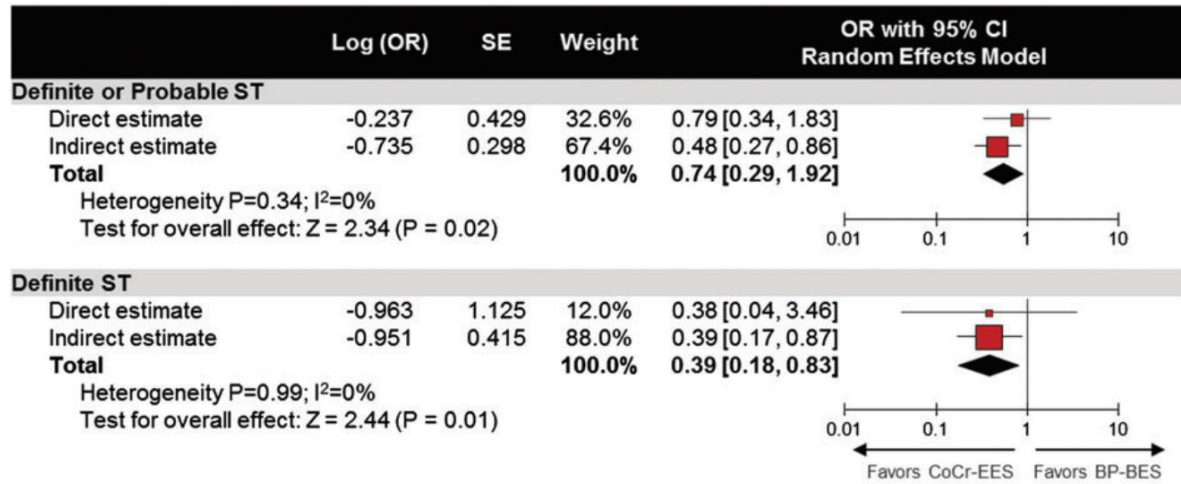 Log (OR) SE Weight OR with 95% CI
Random Effects Model
Definite or Probable ST
Direct estimate -0.237 0.429 32.6% 0.79 [0.34, 1.83]
Indirect estimate -0.735 0.298 67.4% 0.48 [0.27, 0.86]
Total 100.0% 0.74 [0.29, 1.92]
Heterogeneity P=0.34; I²=0%
Test for overall effect: Z = 2.34 (P = 0.02)
0.01 0.1 1 10
Definite ST
Direct estimate -0.963 1.125 12.0% 0.38 [0.04, 3.46]
Indirect estimate -0.951 0.415 88.0% 0.39 [0.17, 0.87]
Total 100.0% 0.39 [0.18, 0.83]
Heterogeneity P=0.99; I²=0%
Test for overall effect: Z = 2.44 (P = 0.01)
0.01 0.1 1 10
Favors CoCr-EES Favors BP-BES